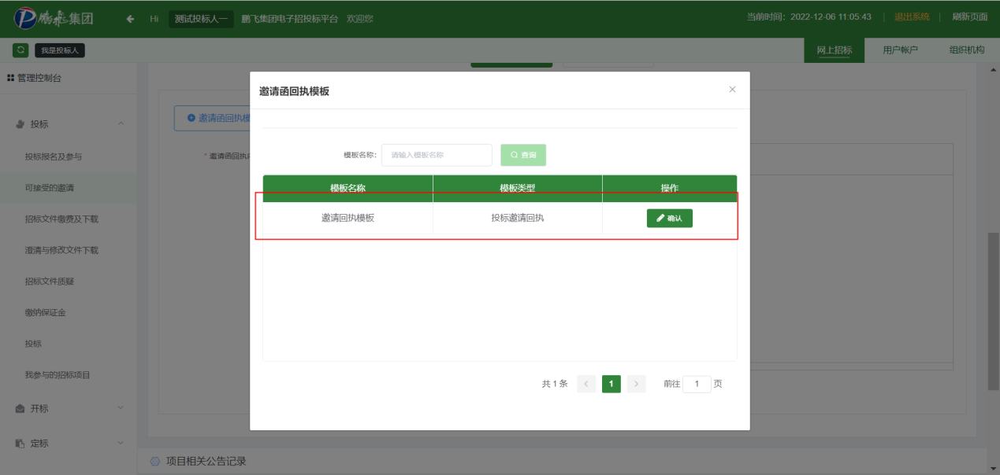 鹏飞集团
Hi 测试投标人一 鹏飞集团电子招投标平台 欢迎您
当前时间：2022-12-06 11:05:43 | 退出系统 | 刷新页面
我是投标人
网上招标 用户帐户 组织机构
管理控制台
投标
投标报名及参与
可接受的邀请
招标文件缴费及下载
澄清与修改文件下载
招标文件质疑
缴纳保证金
投标
我参与的招标项目
开标
定标
邀请函回执模
* 邀请函回执
邀请函回执模板
模板名称： 请输入模板名称 查询
模板名称 模板类型 操作
邀请回执模板 投标邀请回执 确认
共 1 条 1 前往 1 页
项目相关公告记录